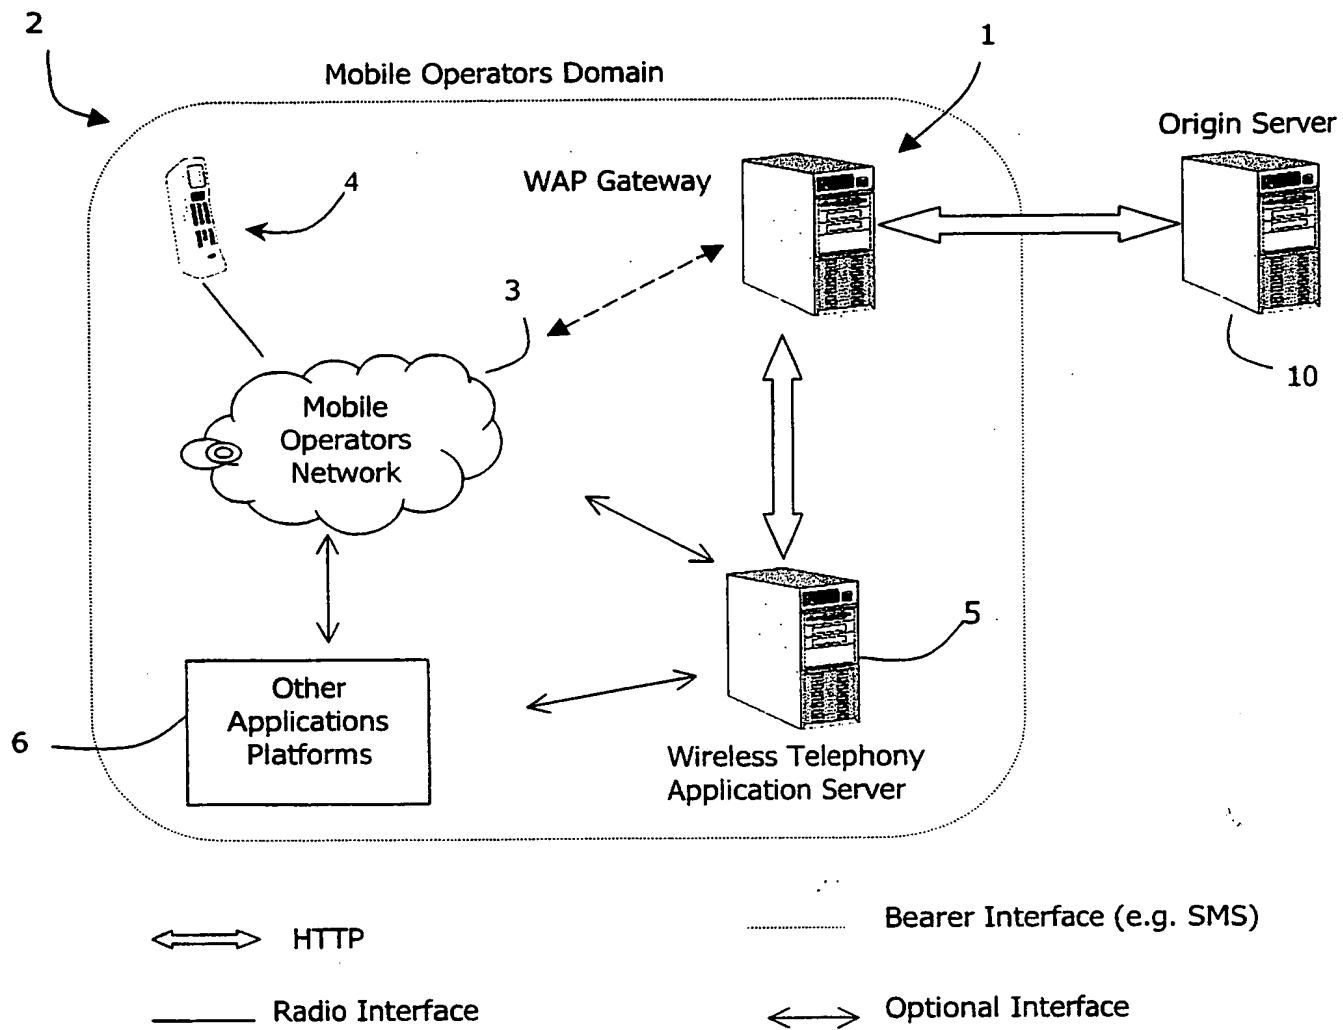 2
1
Mobile Operators Domain
Origin Server
WAP Gateway
4
3
10
Mobile
Operators
Network
5
Other
Applications
Platforms
6
Wireless Telephony
Application Server
HTTP
Bearer Interface (e.g. SMS)
Radio Interface
Optional Interface